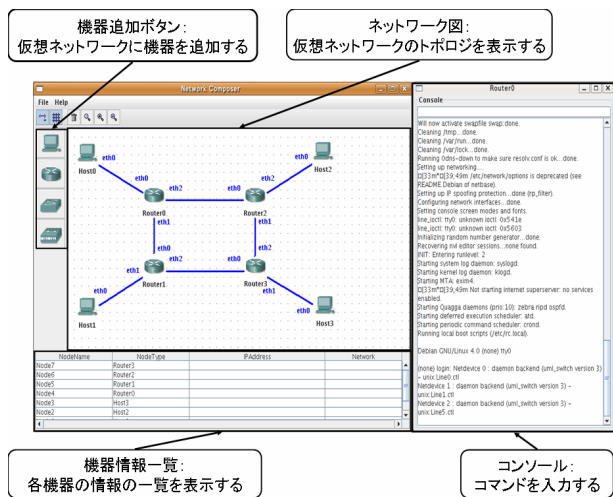 機器追加ボタン:
仮想ネットワークに機器を追加する
ネットワーク図:
仮想ネットワークのトポロジを表示する
Network Composer
File Help
Host0
eth0
eth0
eth2
Router0
eth1
eth2
eth0
Router2
eth1
eth0
Host2
eth0
eth1
eth2
Router1
eth0
Host1
eth2
eth0
Router3
eth1
eth0
Host3
NodeName NodeType IPAddress Network
Node7 Router3
Node6 Router2
Node5 Router1
Node4 Router0
Node3 Host3
Node2 Host2
Router0
Console
Will now activate swapfile swap:done.
Cleaning /tmp...done.
Cleaning /var/run...done.
Cleaning /var/lock...done.
Running 0dns-down to make sure resolv.conf is ok...done.
Setting up networking....
□[33m*□[39;49m /etc/network/options is deprecated (see
README.Debian of netbase).
Setting up IP spoofing protection...done (rp_filter).
Configuring network interfaces...done.
Setting console screen modes and fonts.
line_ioctl: tty0: unknown ioctl: 0x541e
line_ioctl: tty0: unknown ioctl: 0x5603
Initializing random number generator...done.
Recovering nvi editor sessions...none found.
INIT: Entering runlevel: 2
Starting system log daemon: syslogd.
Starting kernel log daemon: klogd.
Starting MTA: exim4.
□[33m*□[39;49m Not starting internet superserver: no services
enabled.
Starting Quagga daemons (prio:10): zebra ripd ospfd.
Starting deferred execution scheduler: atd.
Starting periodic command scheduler: crond.
Running local boot scripts (/etc/rc.local).
Debian GNU/Linux 4.0 (none) tty0
(none) login: Netdevice 0 : daemon backend (uml_switch version 3)
– unix:Line0.ctl
Netdevice 1 : daemon backend (uml_switch version 3) –
unix:Line1.ctl
Netdevice 2 : daemon backend (uml_switch version 3) –
unix:Line5.ctl
機器情報一覧:
各機器の情報の一覧を表示する
コンソール:
コマンドを入力する